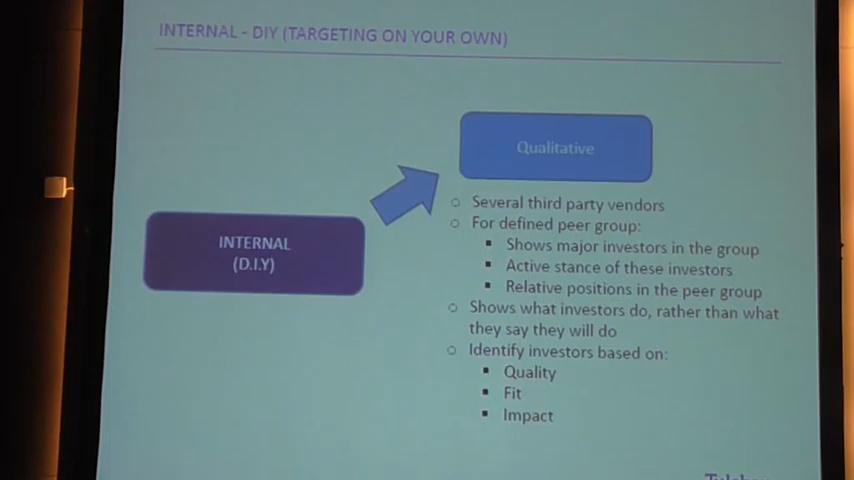 INTERNAL - DIY (TARGETING ON YOUR OWN)
Qualitative
INTERNAL
(D.I.Y)
○ Several third party vendors
○ For defined peer group:
▪ Shows major investors in the group
▪ Active stance of these investors
▪ Relative positions in the peer group
○ Shows what investors do, rather than what
they say they will do
○ Identify investors based on:
▪ Quality
▪ Fit
▪ Impact